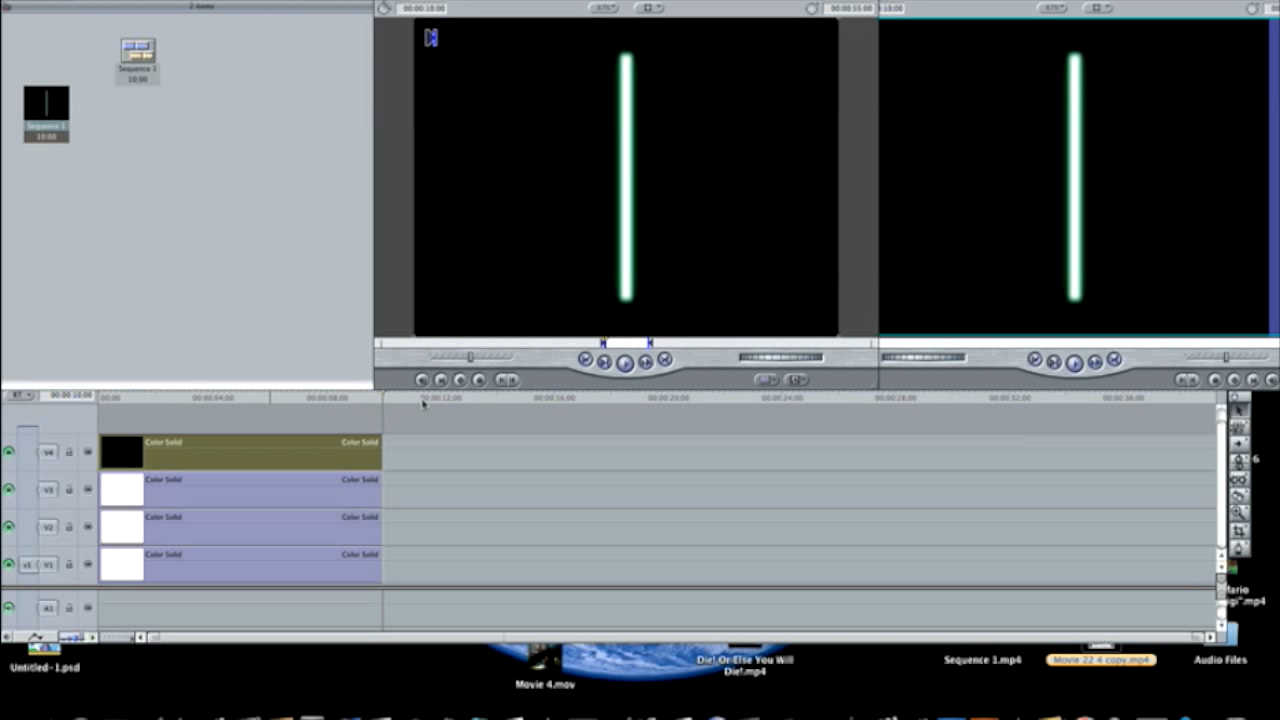 2 items
00:00:10:00
00:00:55:00
Sequence 1
10:00
Sequence 1
10:00
RT
00:00:10:00
00:00:04:00
00:00:08:00
00:00:12:00
00:00:16:00
00:00:20:00
00:00:24:00
00:00:28:00
00:00:32:00
00:00:36:00
V4
Color Solid
Color Solid
V3
Color Solid
Color Solid
V2
Color Solid
Color Solid
v1
V1
Color Solid
Color Solid
A1
6
Untitled-1.psd
Movie 4.mov
Die! Or Else You Will
Die!.mp4
Sequence 1.mp4
Movie 22 4 copy.mp4
Audio Files